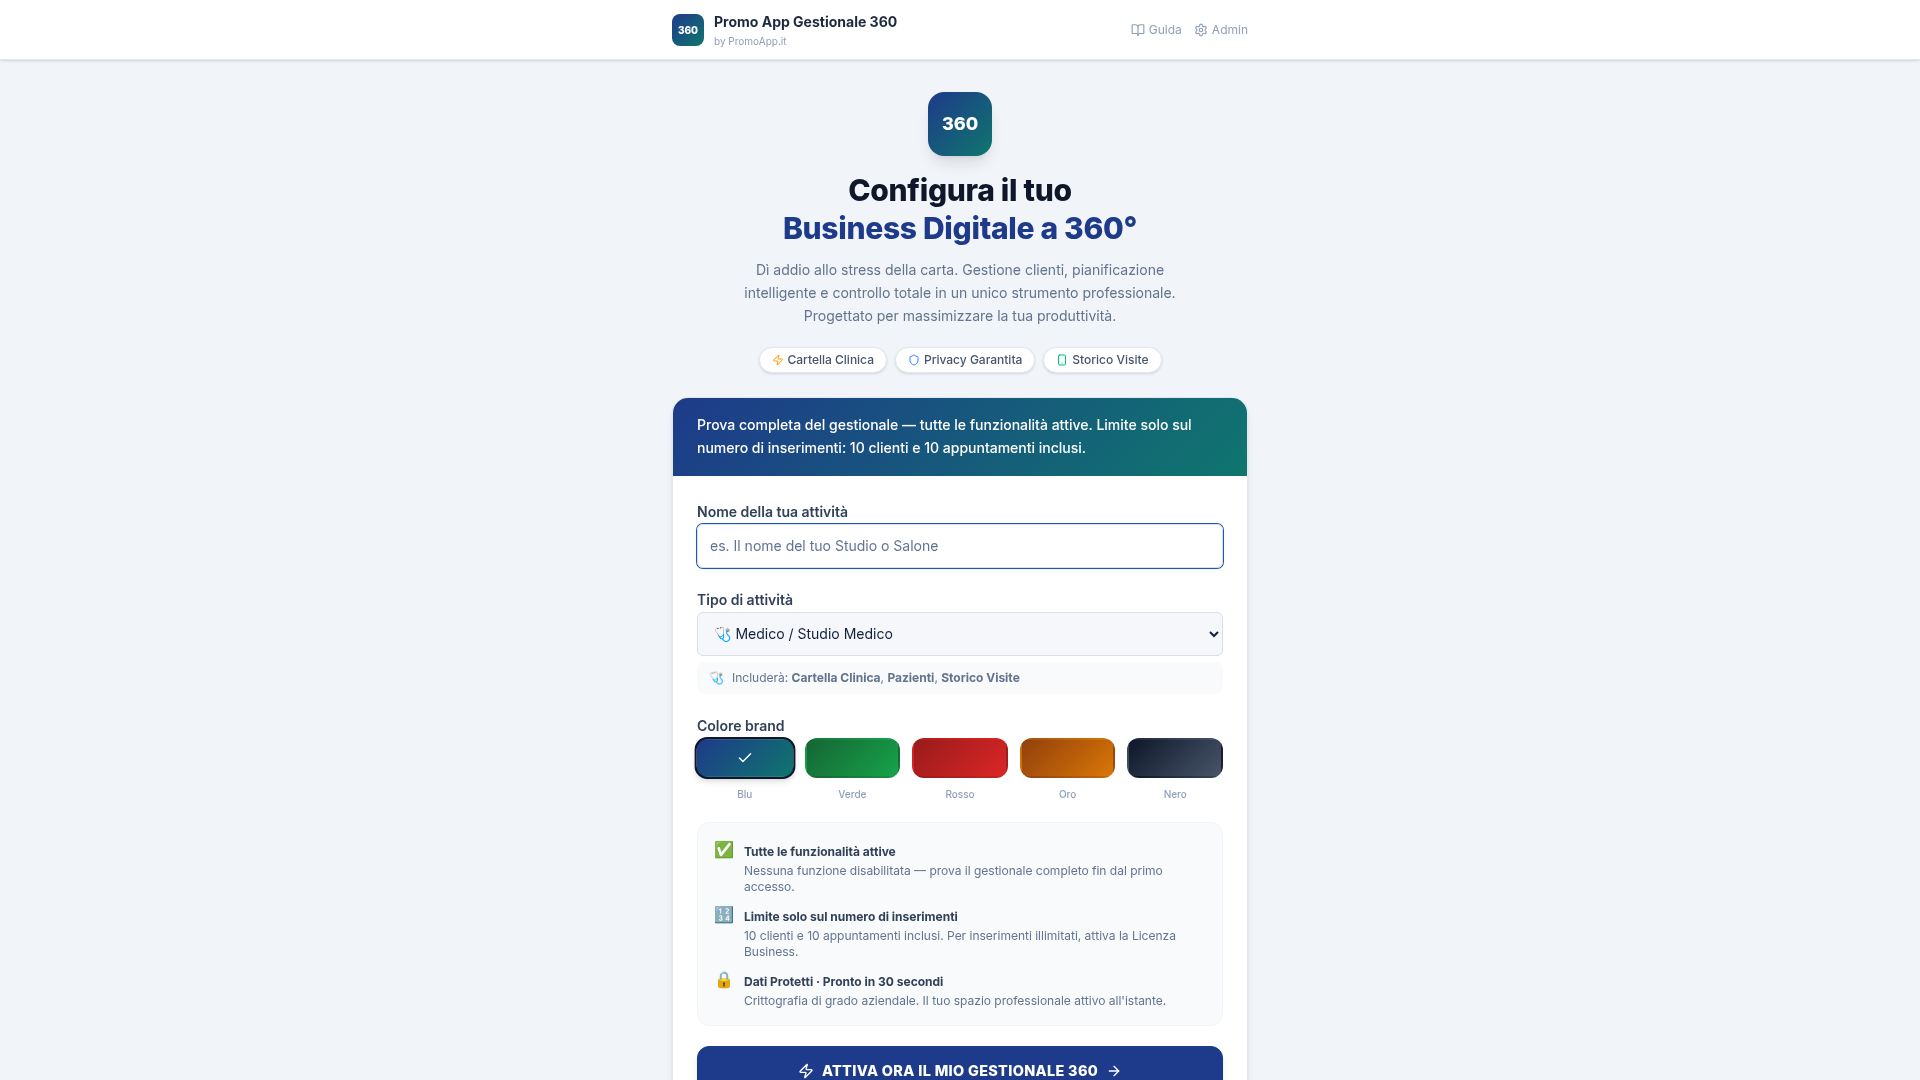 360
Promo App Gestionale 360
by PromoApp.it
Guida
Admin
360
Configura il tuo
Business Digitale a 360°
Dì addio allo stress della carta. Gestione clienti, pianificazione
intelligente e controllo totale in un unico strumento professionale.
Progettato per massimizzare la tua produttività.
Cartella Clinica
Privacy Garantita
Storico Visite
Prova completa del gestionale — tutte le funzionalità attive. Limite solo sul
numero di inserimenti: 10 clienti e 10 appuntamenti inclusi.
Nome della tua attività
es. Il nome del tuo Studio o Salone
Tipo di attività
🩺 Medico / Studio Medico
🩺 Includerà: Cartella Clinica, Pazienti, Storico Visite
Colore brand
Blu
Verde
Rosso
Oro
Nero
✅ Tutte le funzionalità attive
Nessuna funzione disabilitata — prova il gestionale completo fin dal primo
accesso.
🔢 Limite solo sul numero di inserimenti
10 clienti e 10 appuntamenti inclusi. Per inserimenti illimitati, attiva la Licenza
Business.
🔒 Dati Protetti · Pronto in 30 secondi
Crittografia di grado aziendale. Il tuo spazio professionale attivo all'istante.
ATTIVA ORA IL MIO GESTIONALE 360 →